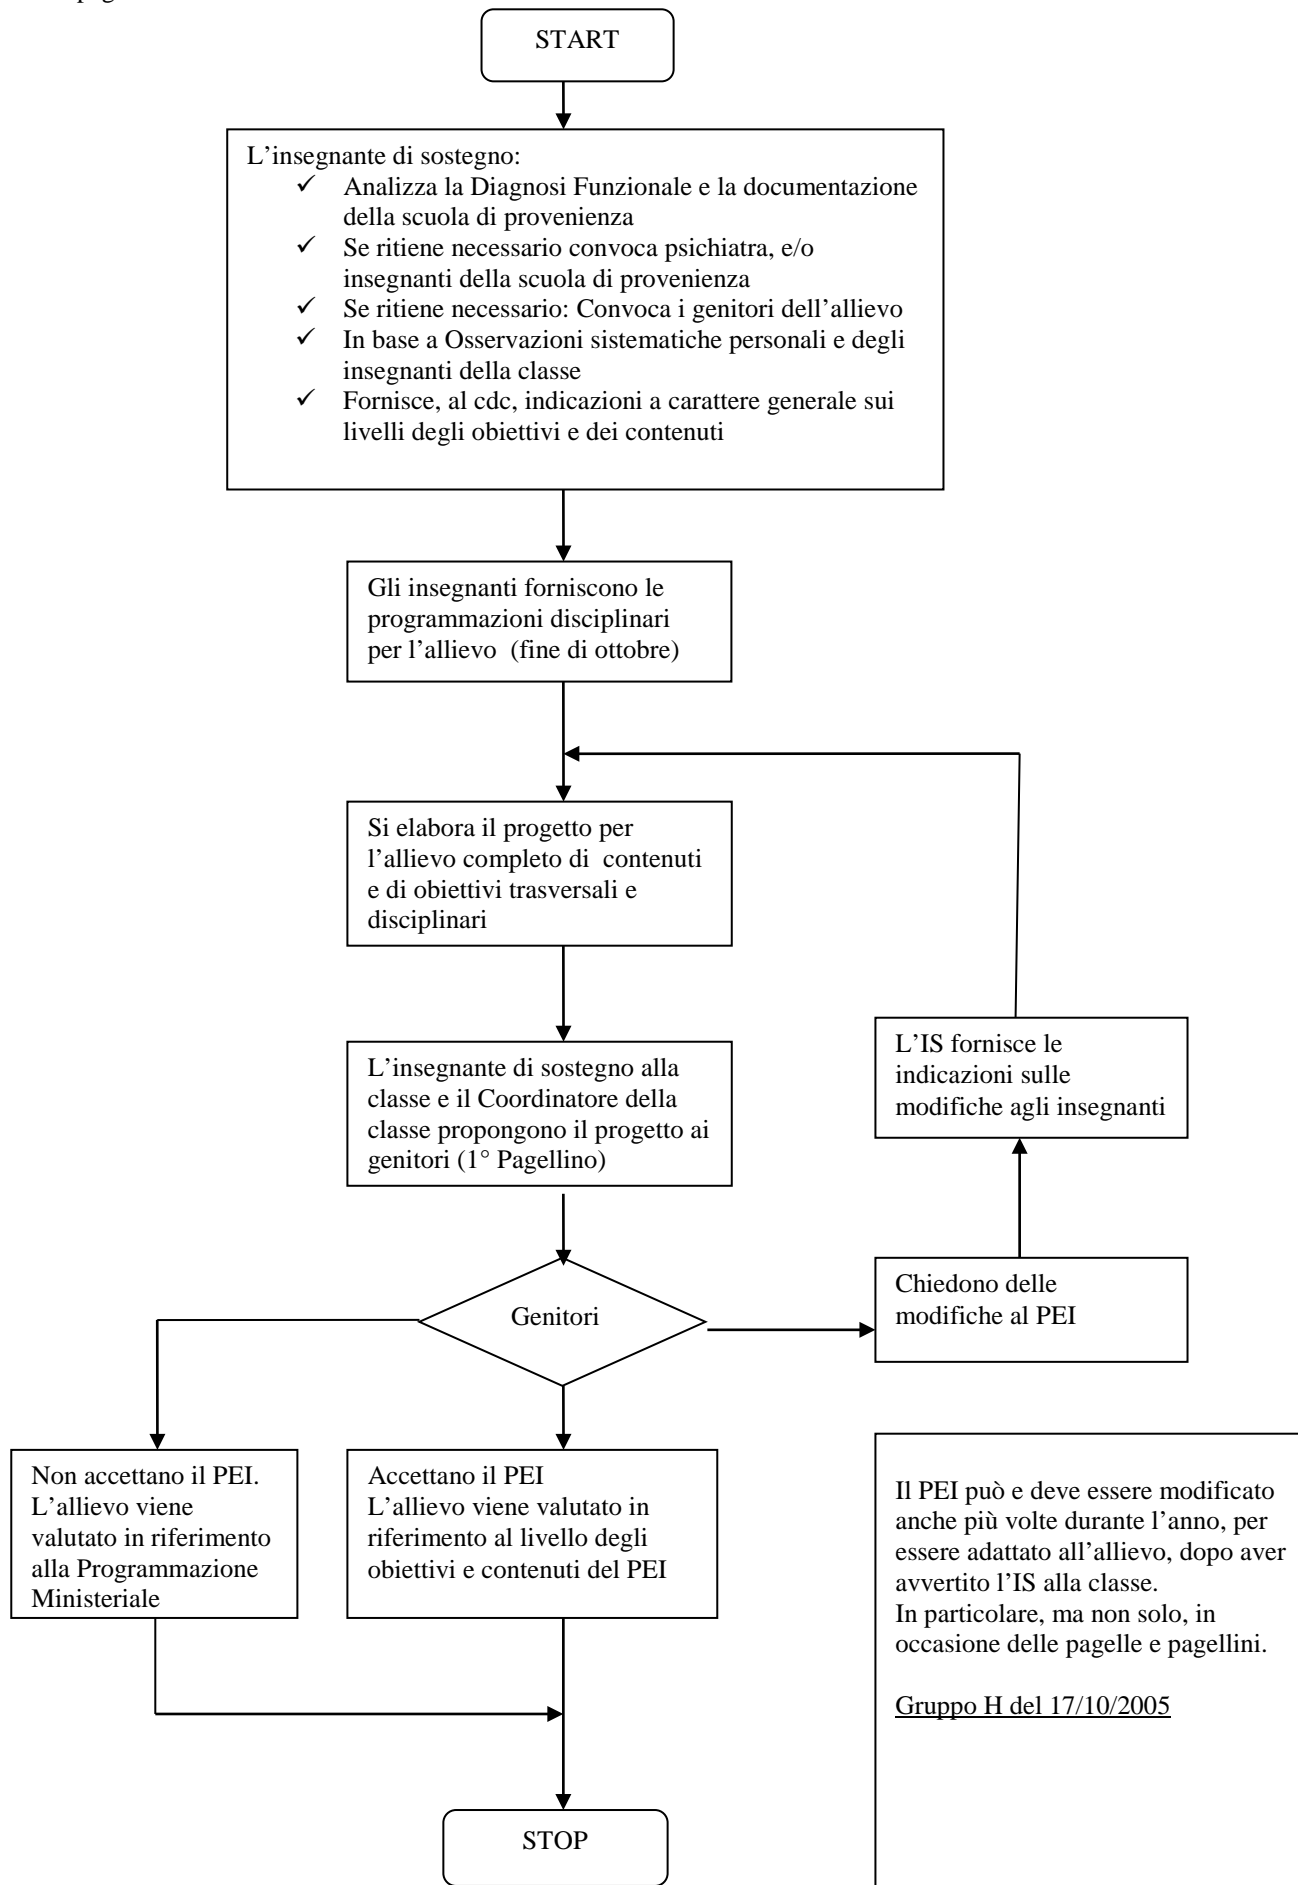 START
L'insegnante di sostegno:
✓ Analizza la Diagnosi Funzionale e la documentazione
della scuola di provenienza
✓ Se ritiene necessario convoca psichiatra, e/o
insegnanti della scuola di provenienza
✓ Se ritiene necessario: Convoca i genitori dell'allievo
✓ In base a Osservazioni sistematiche personali e degli
insegnanti della classe
✓ Fornisce, al cdc, indicazioni a carattere generale sui
livelli degli obiettivi e dei contenuti
Gli insegnanti forniscono le
programmazioni disciplinari
per l'allievo (fine di ottobre)
Si elabora il progetto per
l'allievo completo di contenuti
e di obiettivi trasversali e
disciplinari
L'insegnante di sostegno alla
classe e il Coordinatore della
classe propongono il progetto ai
genitori (1° Pagellino)
L'IS fornisce le
indicazioni sulle
modifiche agli insegnanti
Genitori
Chiedono delle
modifiche al PEI
Non accettano il PEI.
L'allievo viene
valutato in riferimento
alla Programmazione
Ministeriale
Accettano il PEI
L'allievo viene valutato in
riferimento al livello degli
obiettivi e contenuti del PEI
Il PEI può e deve essere modificato
anche più volte durante l'anno, per
essere adattato all'allievo, dopo aver
avvertito l'IS alla classe.
In particolare, ma non solo, in
occasione delle pagelle e pagellini.
Gruppo H del 17/10/2005
STOP